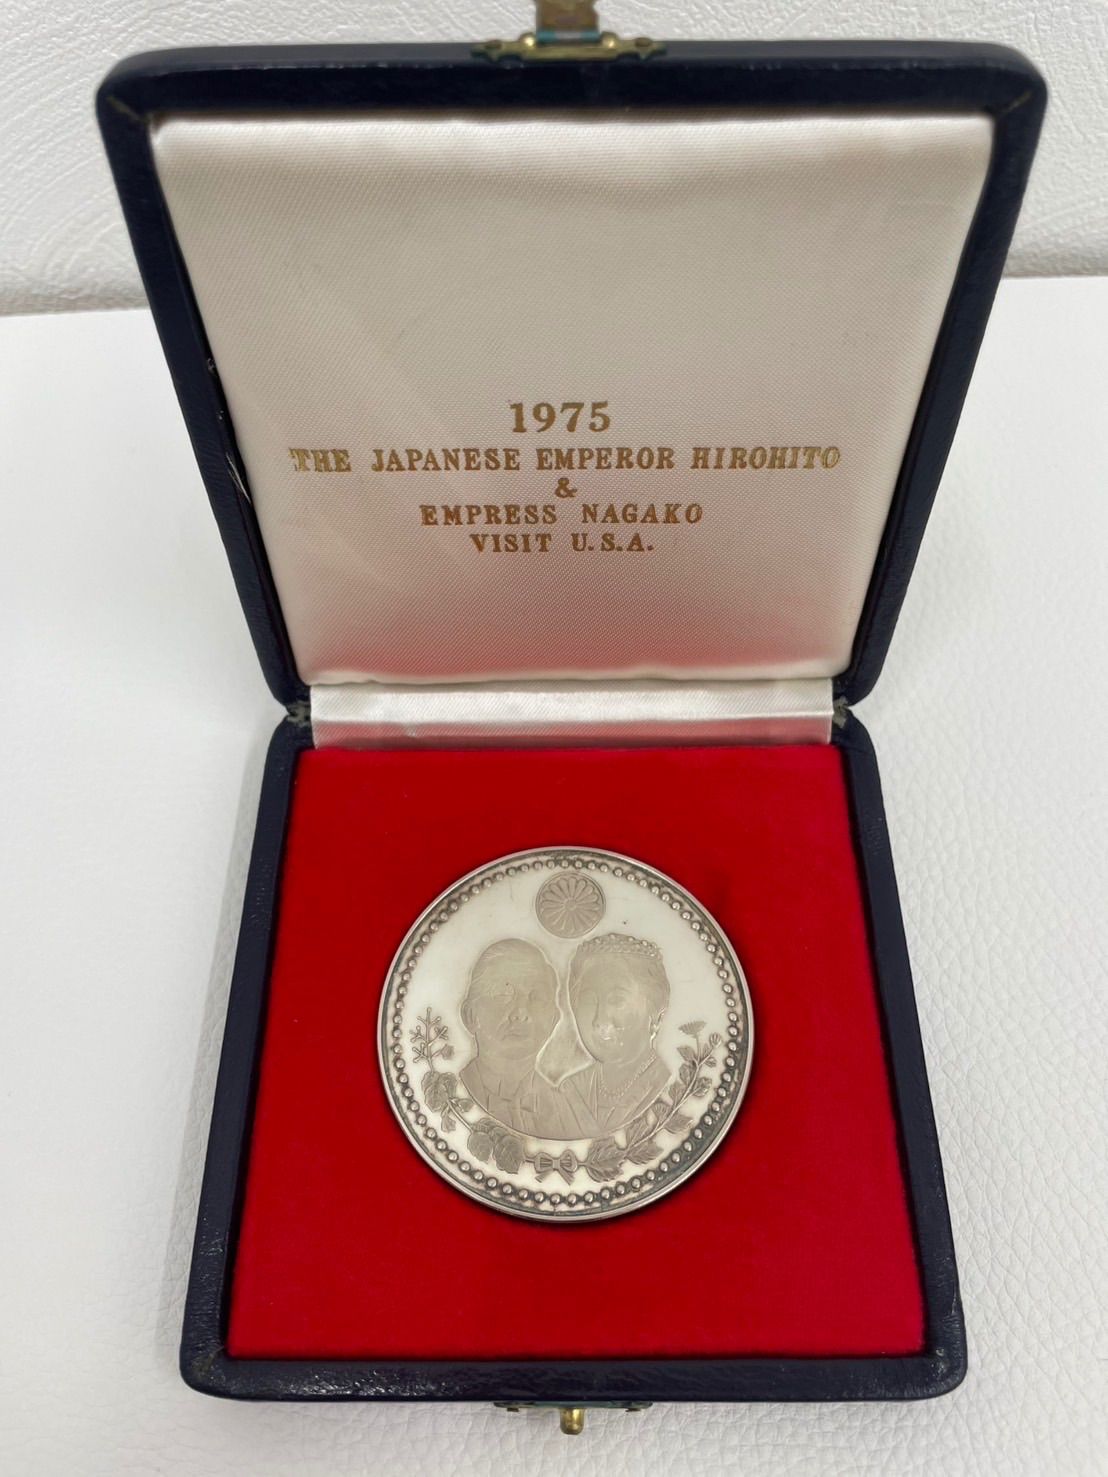 1975
THE JAPANESE EMPEROR HIROHITO
&
EMPRESS NAGAKO
VISIT U.S.A.